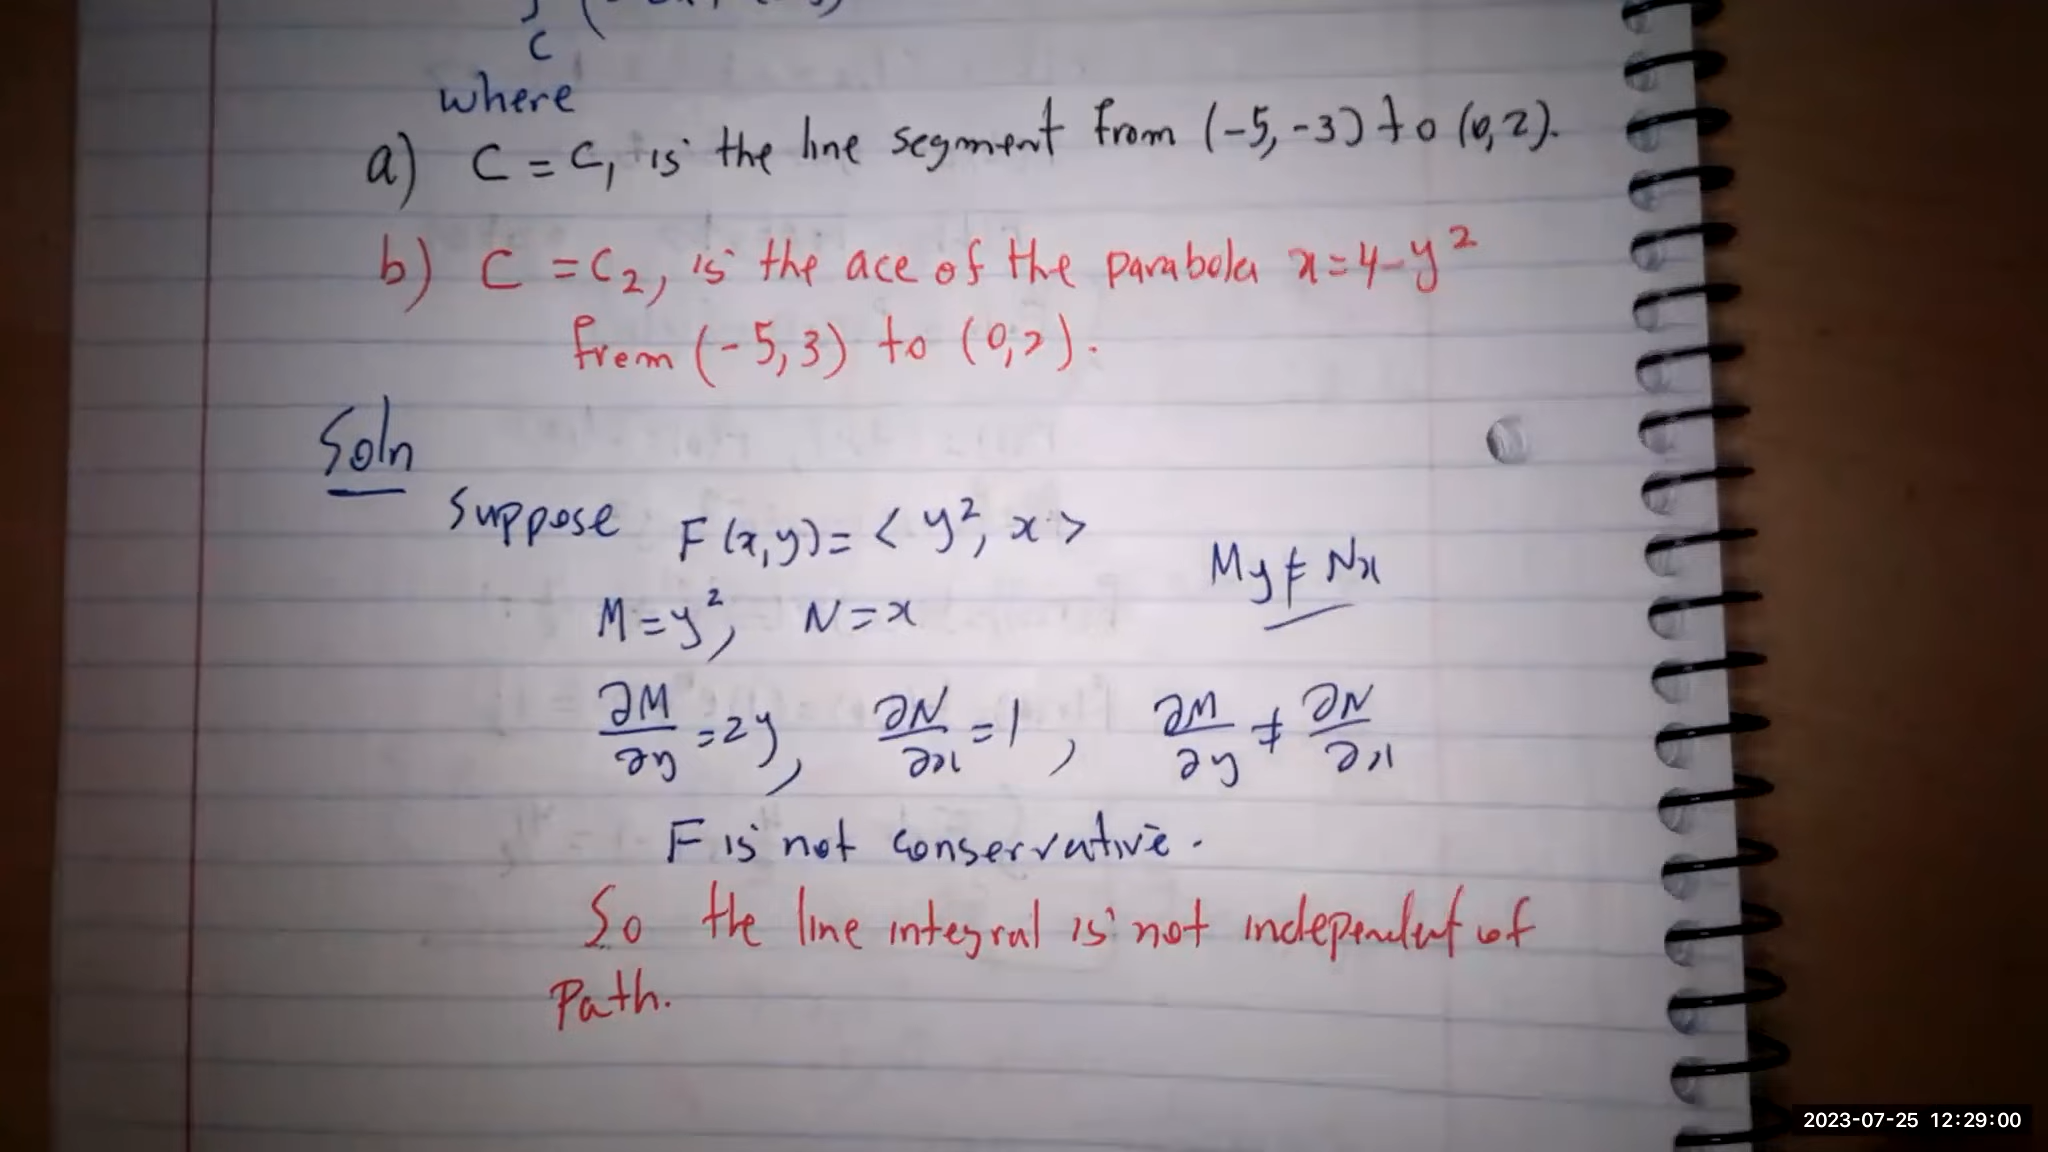 C
where
a) C = C₁ is the line segment from (-5, -3) to (0, 2).
b) C = C₂, is the ace of the parabola x = 4 - y²
from (-5, 3) to (0, 2).
Soln
Suppose F(x,y) = < y², x >
My ≠ Nx
M = y², N = x
∂M/∂y = 2y, ∂N/∂x = 1, ∂M/∂y ≠ ∂N/∂x
F is not conservative.
So the line integral is not independent of
Path.
2023-07-25 12:29:00